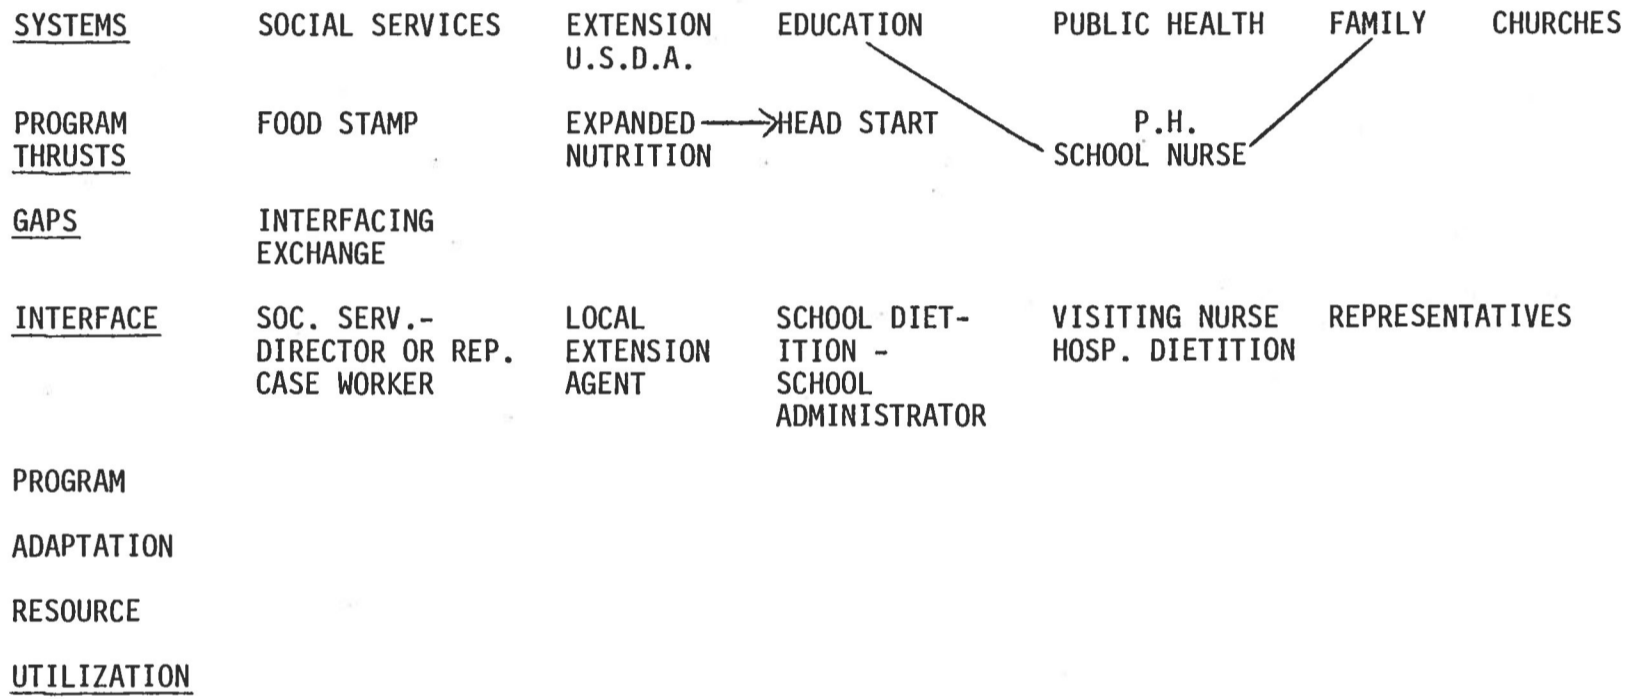 SYSTEMS SOCIAL SERVICES EXTENSION EDUCATION PUBLIC HEALTH FAMILY CHURCHES
U.S.D.A.
PROGRAM FOOD STAMP EXPANDED HEAD START P.H.
THRUSTS NUTRITION SCHOOL NURSE
GAPS INTERFACING
EXCHANGE
INTERFACE SOC. SERV.- LOCAL SCHOOL DIET- VISITING NURSE REPRESENTATIVES
DIRECTOR OR REP. EXTENSION ITION - HOSP. DIETITION
CASE WORKER AGENT SCHOOL
ADMINISTRATOR
PROGRAM
ADAPTATION
RESOURCE
UTILIZATION